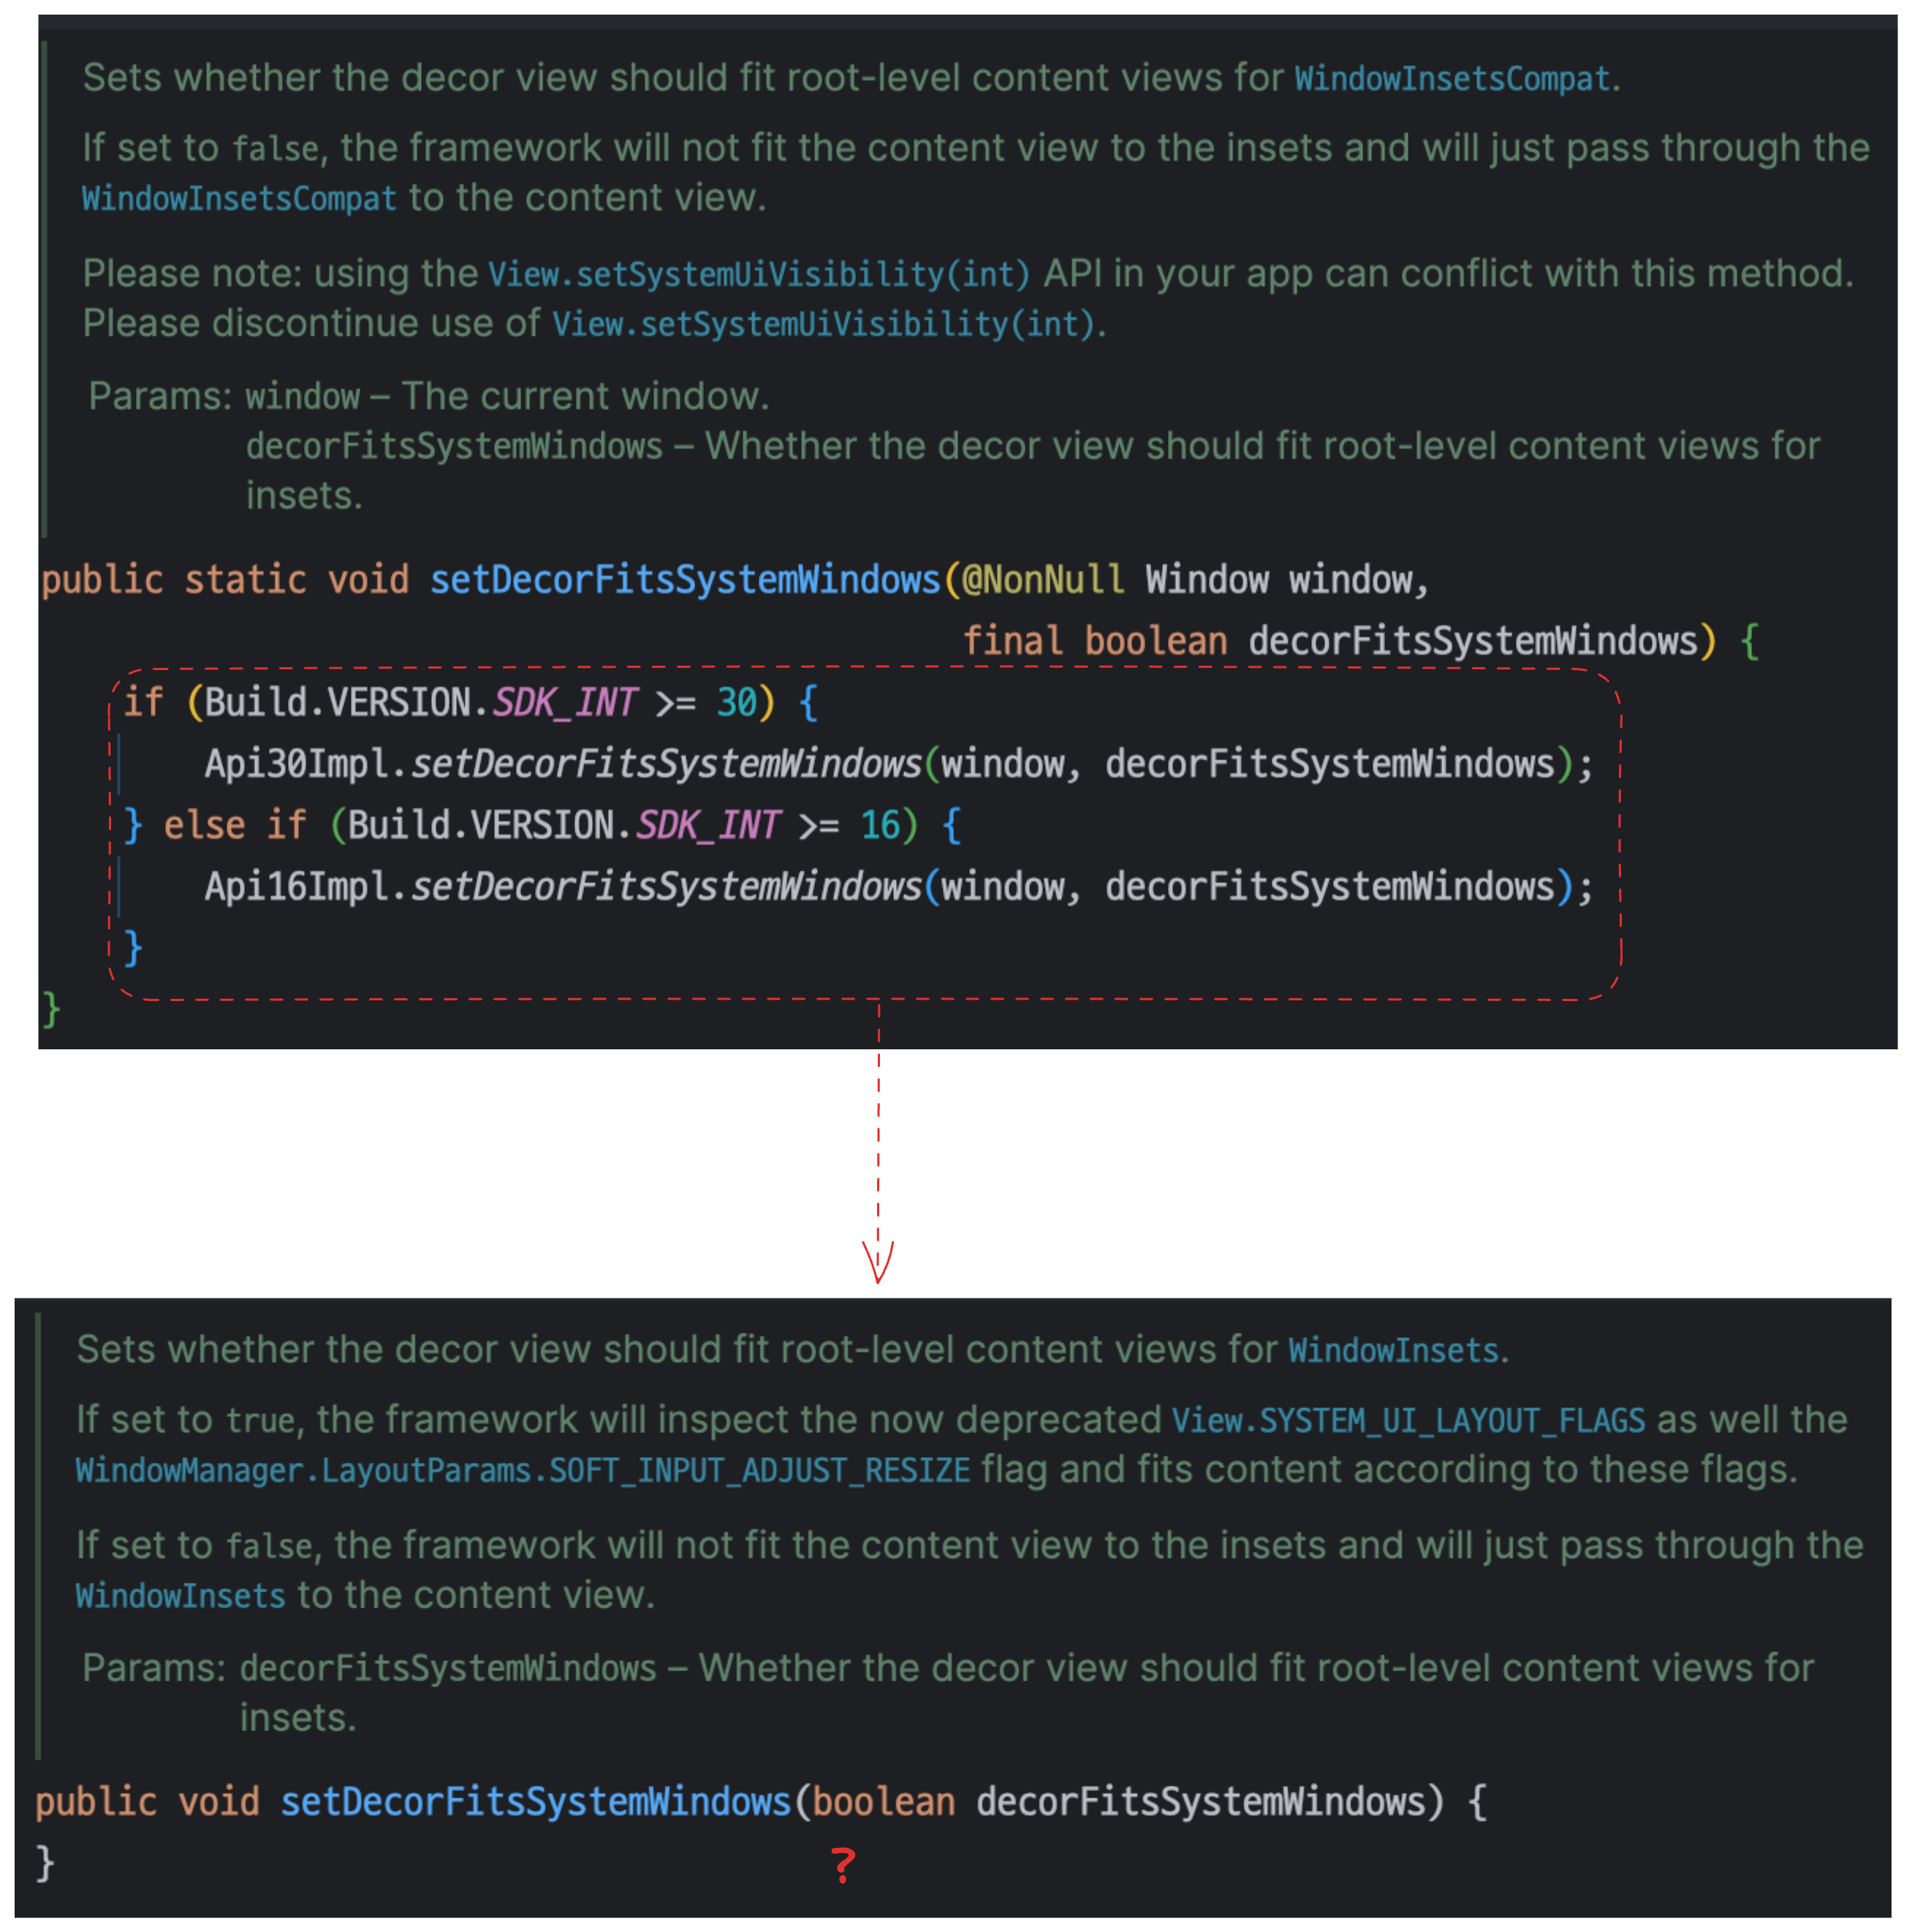 Sets whether the decor view should fit root-level content views for WindowInsetsCompat.
If set to false, the framework will not fit the content view to the insets and will just pass through the
WindowInsetsCompat to the content view.
Please note: using the View.setSystemUiVisibility(int) API in your app can conflict with this method.
Please discontinue use of View.setSystemUiVisibility(int).
Params: window – The current window.
decorFitsSystemWindows – Whether the decor view should fit root-level content views for
insets.
public static void setDecorFitsSystemWindows(@NonNull Window window,
final boolean decorFitsSystemWindows) {
if (Build.VERSION.SDK_INT >= 30) {
Api30Impl.setDecorFitsSystemWindows(window, decorFitsSystemWindows);
} else if (Build.VERSION.SDK_INT >= 16) {
Api16Impl.setDecorFitsSystemWindows(window, decorFitsSystemWindows);
}
}
Sets whether the decor view should fit root-level content views for WindowInsets.
If set to true, the framework will inspect the now deprecated View.SYSTEM_UI_LAYOUT_FLAGS as well the
WindowManager.LayoutParams.SOFT_INPUT_ADJUST_RESIZE flag and fits content according to these flags.
If set to false, the framework will not fit the content view to the insets and will just pass through the
WindowInsets to the content view.
Params: decorFitsSystemWindows – Whether the decor view should fit root-level content views for
insets.
public void setDecorFitsSystemWindows(boolean decorFitsSystemWindows) {
} ?